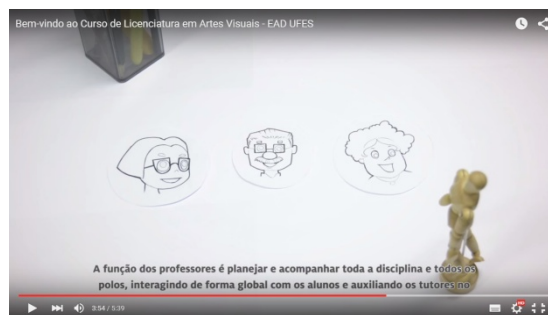 Bem-vindo ao Curso de Licenciatura em Artes Visuais - EAD UFES
A função dos professores é planejar e acompanhar toda a disciplina e todos os
polos, interagindo de forma global com os alunos e auxiliando os tutores no
3:54 / 5:39